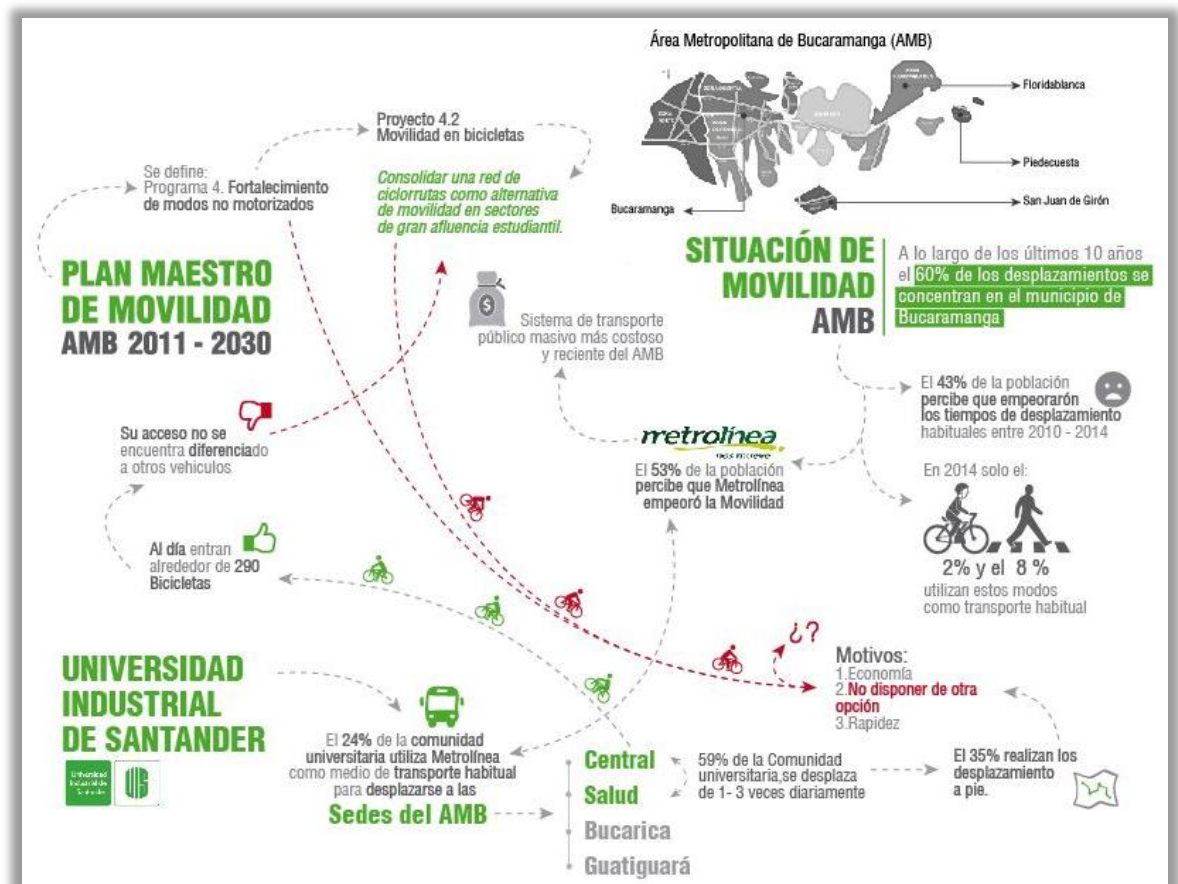 Área Metropolitana de Bucaramanga (AMB)
Floridablanca
Piedecuesta
San Juan de Girón
Bucaramanga
Proyecto 4.2
Movilidad en bicicletas
Se define:
Programa 4. Fortalecimiento
de modos no motorizados
Consolidar una red de
ciclorrutas como alternativa
de movilidad en sectores
de gran afluencia estudiantil.
PLAN MAESTRO
DE MOVILIDAD
AMB 2011 - 2030
SITUACIÓN DE
MOVILIDAD
AMB
A lo largo de los últimos 10 años
el 60% de los desplazamientos se
concentran en el municipio de
Bucaramanga
$
Sistema de transporte
público masivo más costoso
y reciente del AMB
El 43% de la población
percibe que empeorarón
los tiempos de desplazamiento
habituales entre 2010 - 2014
Su acceso no se
encuentra diferenciado
a otros vehículos
metrolínea
nos mueve
El 53% de la población
percibe que Metrolínea
empeoró la Movilidad
En 2014 solo el:
2% y el 8 %
utilizan estos modos
como transporte habitual
Al día entran
alrededor de 290
Bicicletas
¿?
Motivos:
1.Economía
2.No disponer de otra
opción
3.Rapidez
UNIVERSIDAD
INDUSTRIAL
DE SANTANDER
Universidad
Industrial de
Santander
UIS
El 24% de la comunidad
universitaria utiliza Metrolínea
como medio de transporte habitual
para desplazarse a las
Sedes del AMB
Central
Salud
Bucarica
Guatiguará
59% de la Comunidad
universitaria,se desplaza
de 1- 3 veces diariamente
El 35% realizan los
desplazamiento
a pie.